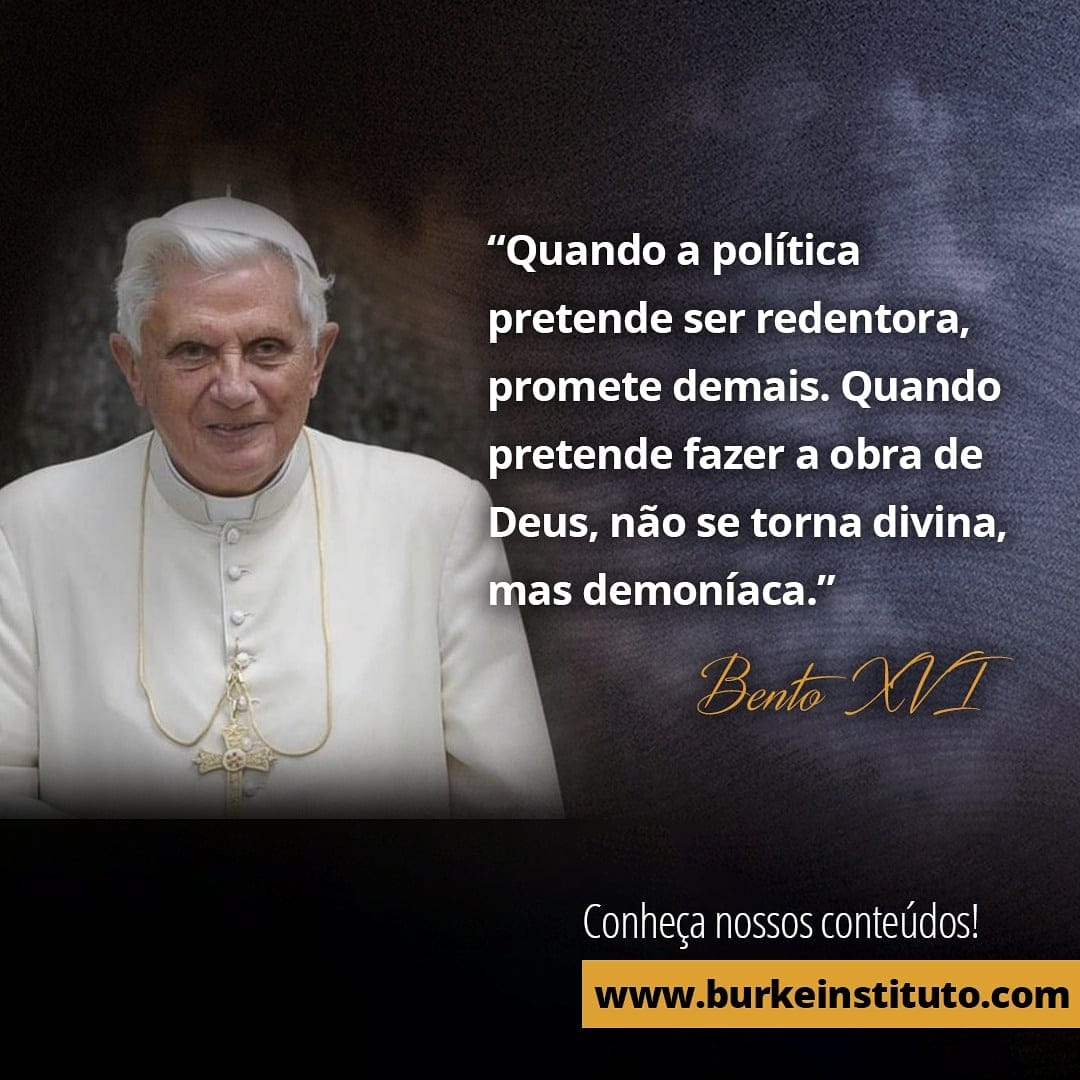 “Quando a política
pretende ser redentora,
promete demais. Quando
pretende fazer a obra de
Deus, não se torna divina,
mas demoníaca.”
Bento XVI
Conheça nossos conteúdos!
www.burkeinstituto.com